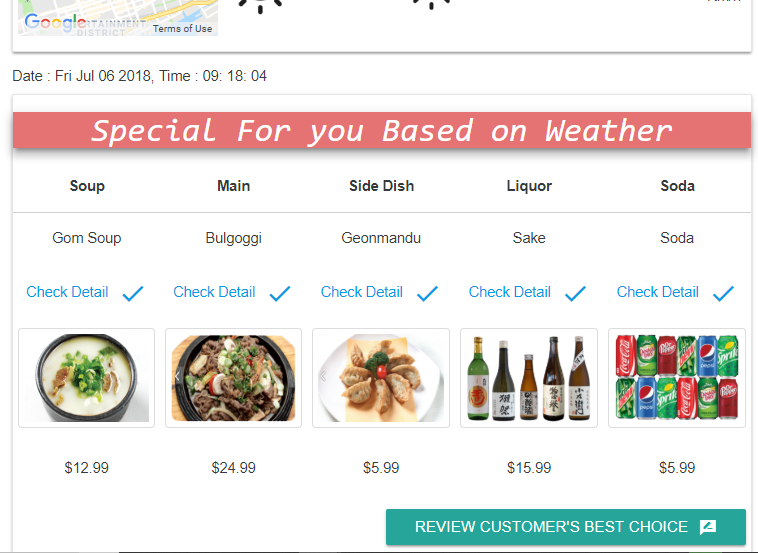 Google
ENTERTAINMENT
DISTRICT
Terms of Use
Date : Fri Jul 06 2018, Time : 09: 18: 04
Special For you Based on Weather
Soup Main Side Dish Liquor Soda
Gom Soup Bulgoggi Geonmandu Sake Soda
Check Detail Check Detail Check Detail Check Detail Check Detail
$12.99 $24.99 $5.99 $15.99 $5.99
REVIEW CUSTOMER'S BEST CHOICE